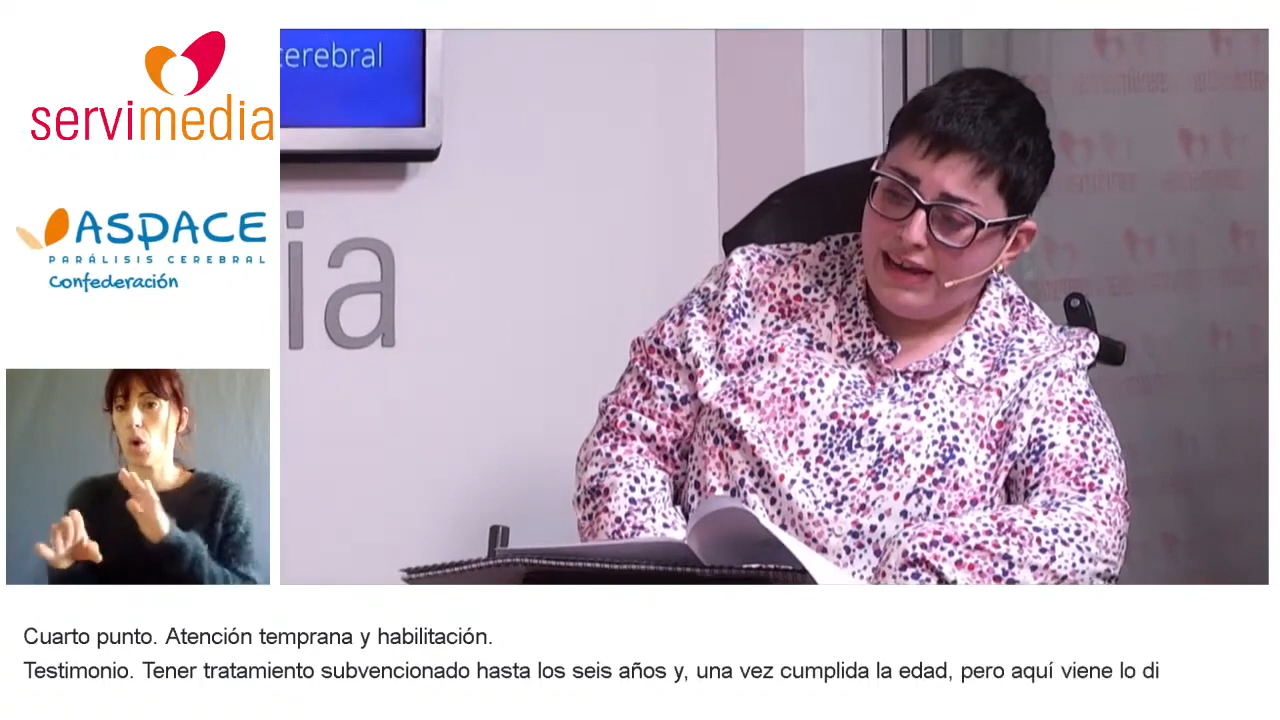 servimedia
ASPACE
PARÁLISIS CEREBRAL
Confederación
cerebral
ia
Cuarto punto. Atención temprana y habilitación.
Testimonio. Tener tratamiento subvencionado hasta los seis años y, una vez cumplida la edad, pero aquí viene lo di